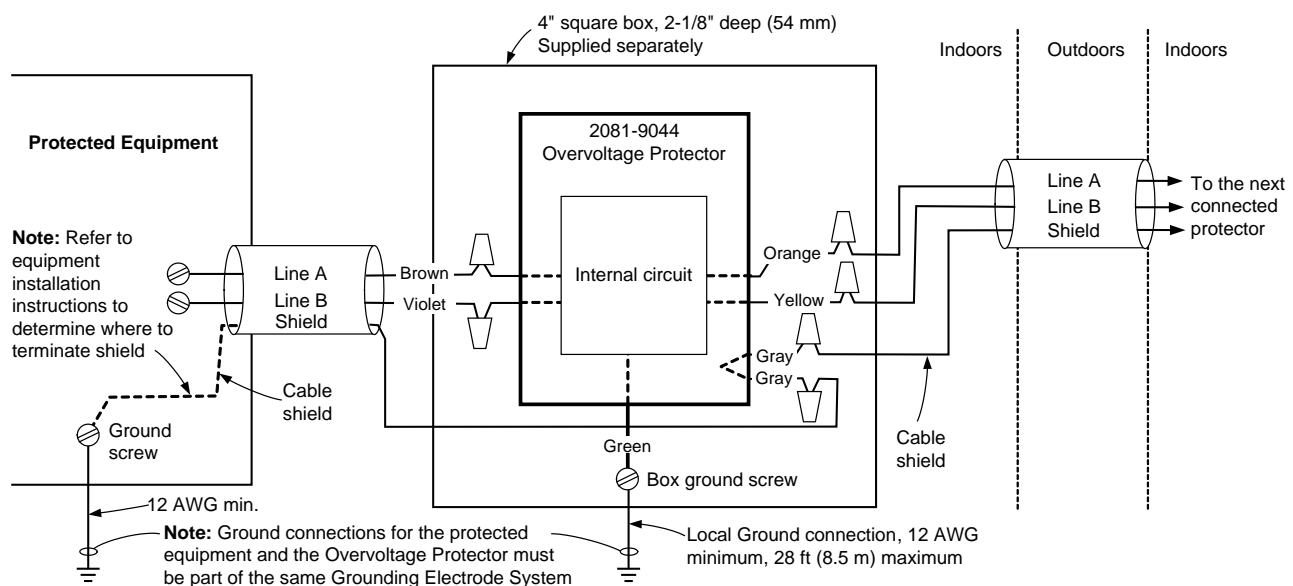 4" square box, 2-1/8" deep (54 mm)
Supplied separately
Indoors
Outdoors
Indoors
Protected Equipment
2081-9044
Overvoltage Protector
Line A
Line B
Shield
To the next
connected
protector
Note: Refer to
equipment
installation
instructions to
determine where to
terminate shield
Line A
Line B
Shield
Brown
Violet
Internal circuit
Orange
Yellow
Gray
Gray
Cable
shield
Ground
screw
Green
Box ground screw
Cable
shield
12 AWG min.
Note: Ground connections for the protected
equipment and the Overvoltage Protector must
be part of the same Grounding Electrode System
Local Ground connection, 12 AWG
minimum, 28 ft (8.5 m) maximum